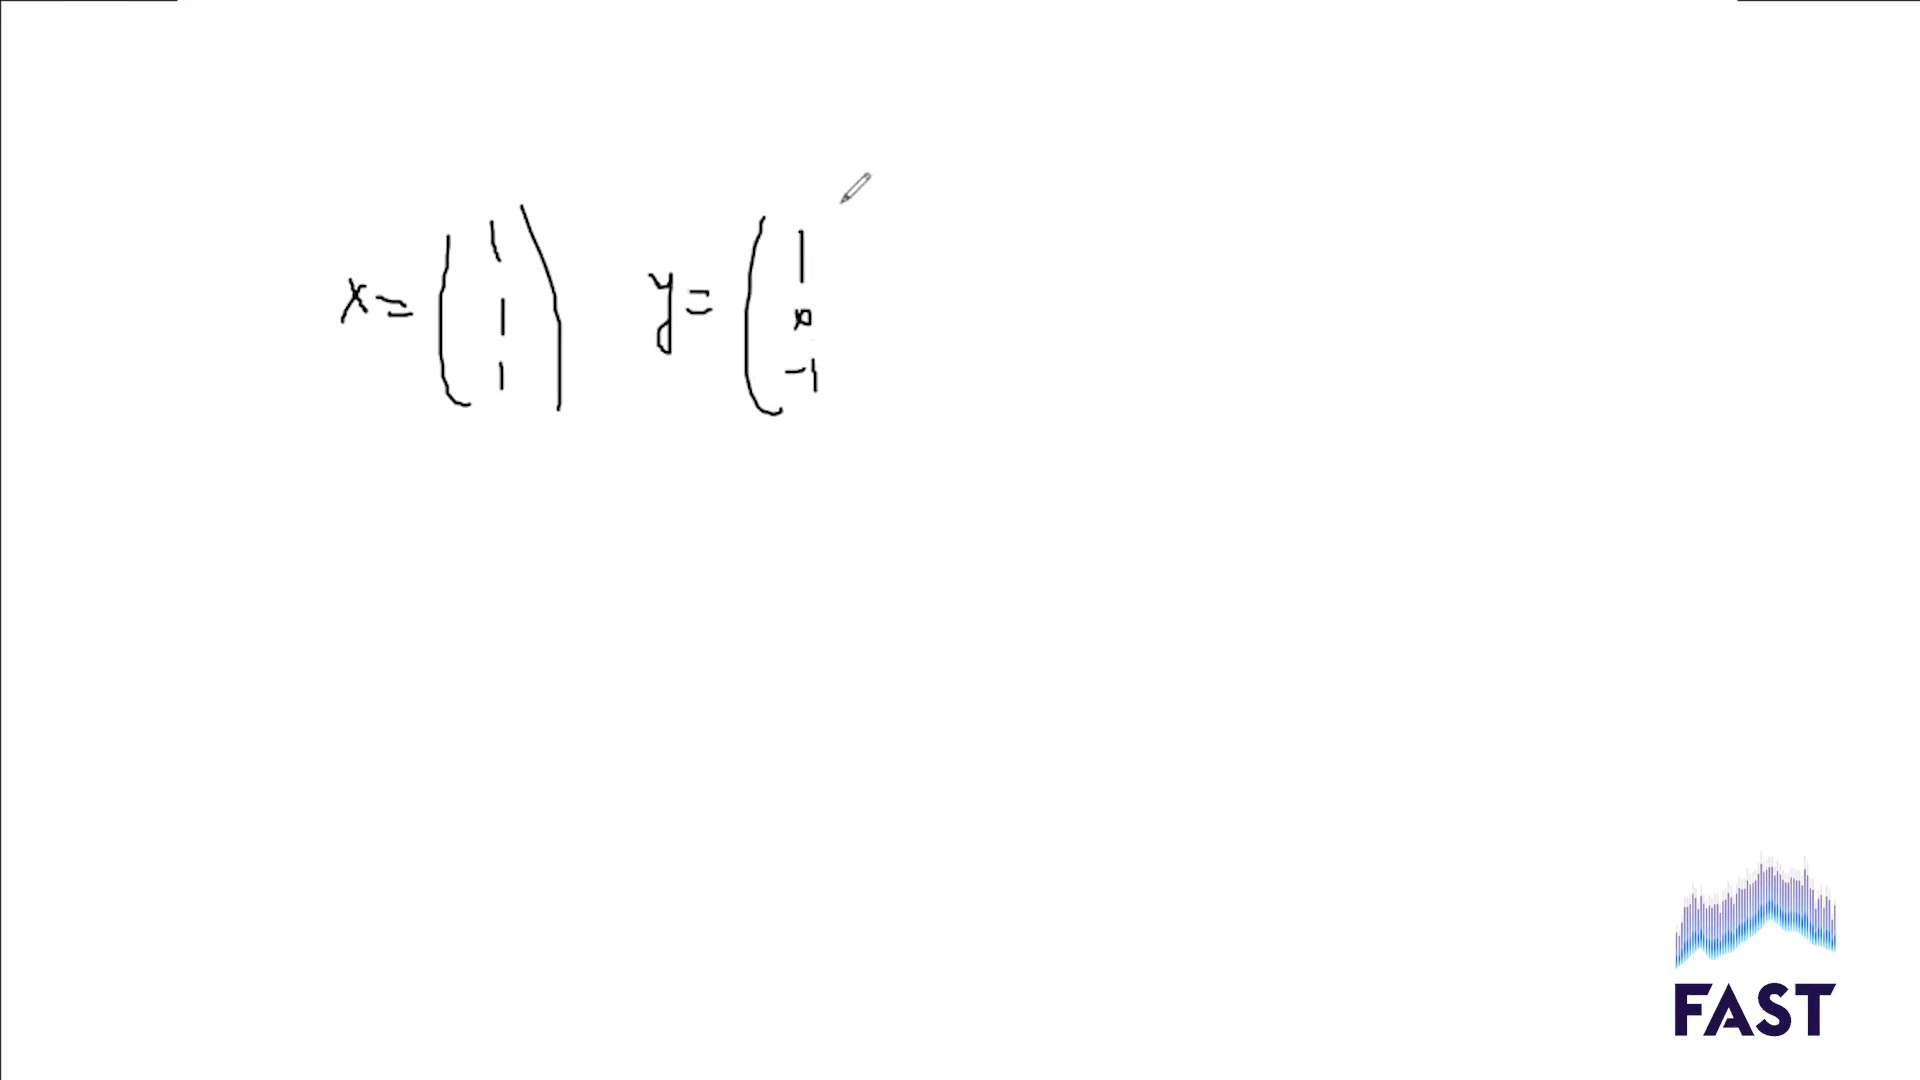 x = ( 1 1 1 ) y = ( 1 0 -1
FAST